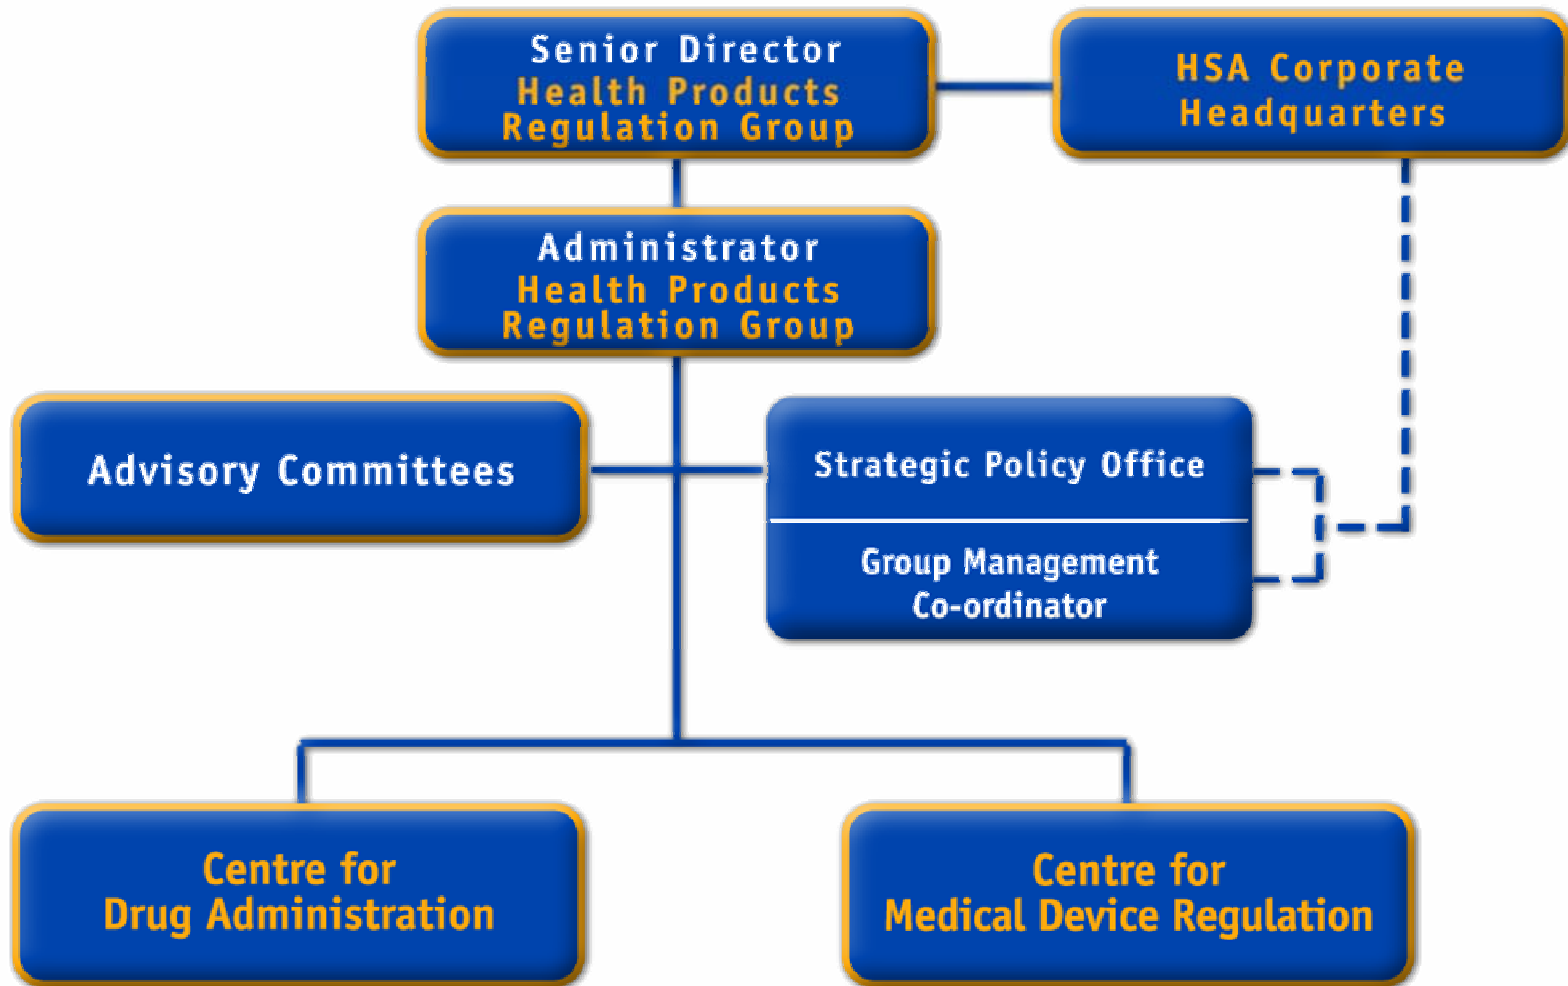 Senior Director
Health Products
Regulation Group
HSA Corporate
Headquarters
Administrator
Health Products
Regulation Group
Advisory Committees
Strategic Policy Office
Group Management
Co-ordinator
Centre for
Drug Administration
Centre for
Medical Device Regulation